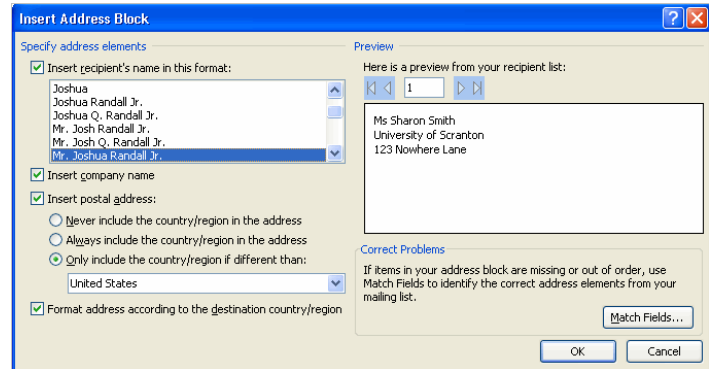 Insert Address Block
Specify address elements
Insert recipient's name in this format:
Joshua
Joshua Randall Jr.
Joshua Q. Randall Jr.
Mr. Josh Randall Jr.
Mr. Josh Q. Randall Jr.
Mr. Joshua Randall Jr.
Insert company name
Insert postal address:
Never include the country/region in the address
Always include the country/region in the address
Only include the country/region if different than:
United States
Format address according to the destination country/region
Preview
Here is a preview from your recipient list:
1
Ms Sharon Smith
University of Scranton
123 Nowhere Lane
Correct Problems
If items in your address block are missing or out of order, use
Match Fields to identify the correct address elements from your
mailing list.
Match Fields...
OK Cancel